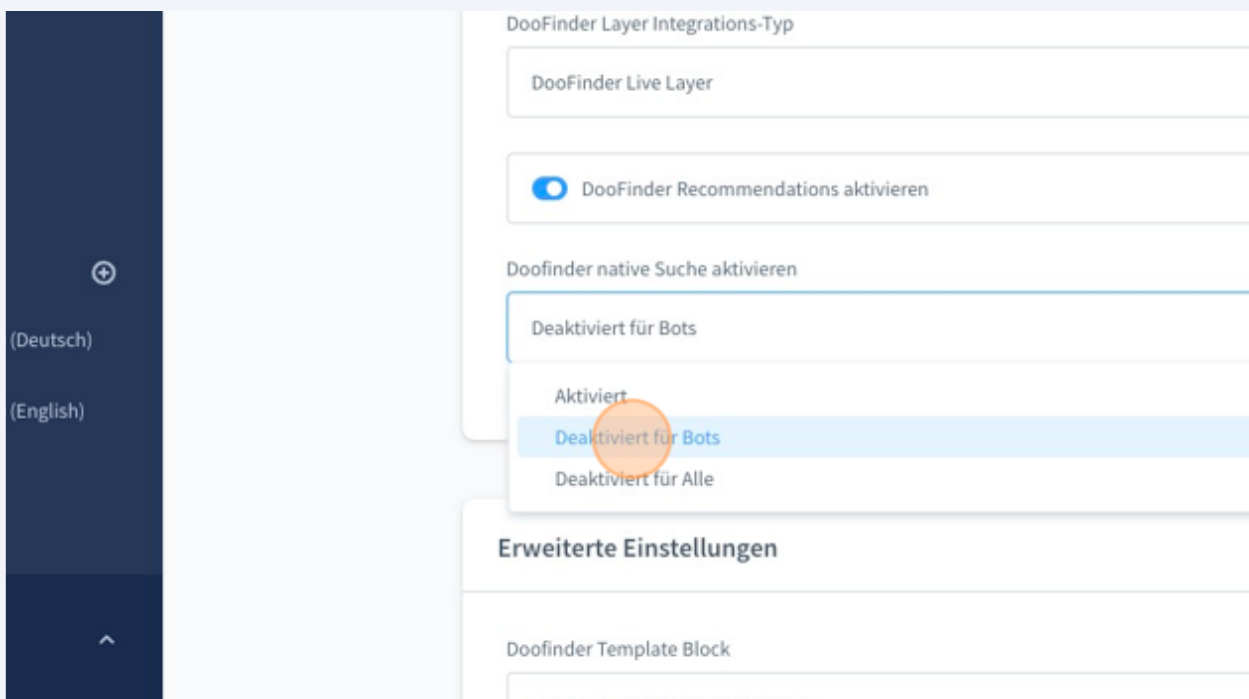 DooFinder Layer Integrations-Typ
DooFinder Live Layer
DooFinder Recommendations aktivieren
Doofinder native Suche aktivieren
(Deutsch)
Deaktiviert für Bots
Aktiviert
(English)
Deaktiviert für Bots
Deaktiviert für Alle
Erweiterte Einstellungen
Doofinder Template Block